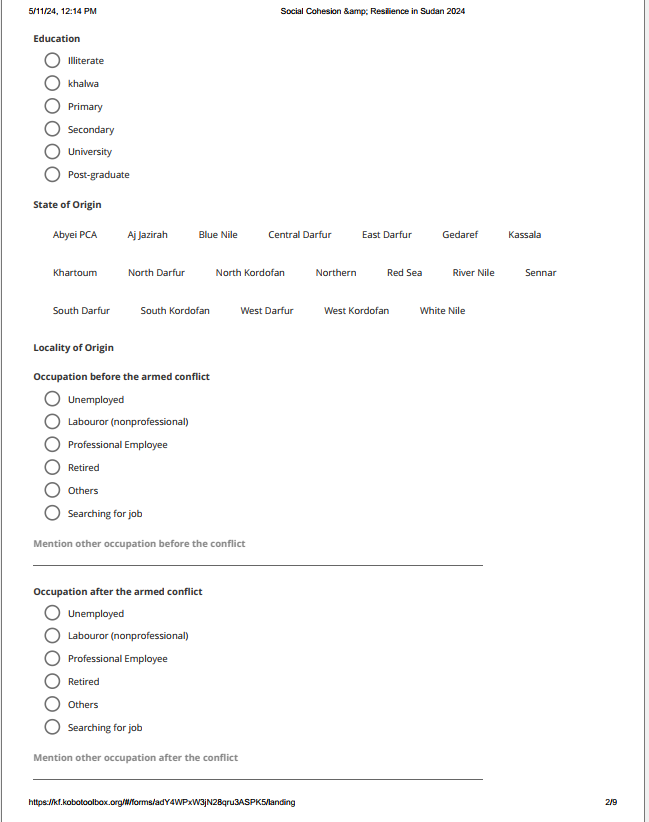 5/11/24, 12:14 PM Social Cohesion &amp; Resilience in Sudan 2024
Education
Illiterate
khalwa
Primary
Secondary
University
Post-graduate
State of Origin
Abyei PCA Aj Jazirah Blue Nile Central Darfur East Darfur Gedaref Kassala
Khartoum North Darfur North Kordofan Northern Red Sea River Nile Sennar
South Darfur South Kordofan West Darfur West Kordofan White Nile
Locality of Origin
Occupation before the armed conflict
Unemployed
Labouror (nonprofessional)
Professional Employee
Retired
Others
Searching for job
Mention other occupation before the conflict
Occupation after the armed conflict
Unemployed
Labouror (nonprofessional)
Professional Employee
Retired
Others
Searching for job
Mention other occupation after the conflict
https://kf.kobotoolbox.org/#/forms/adY4WPxW3jN28qru3ASPK5/landing 2/9